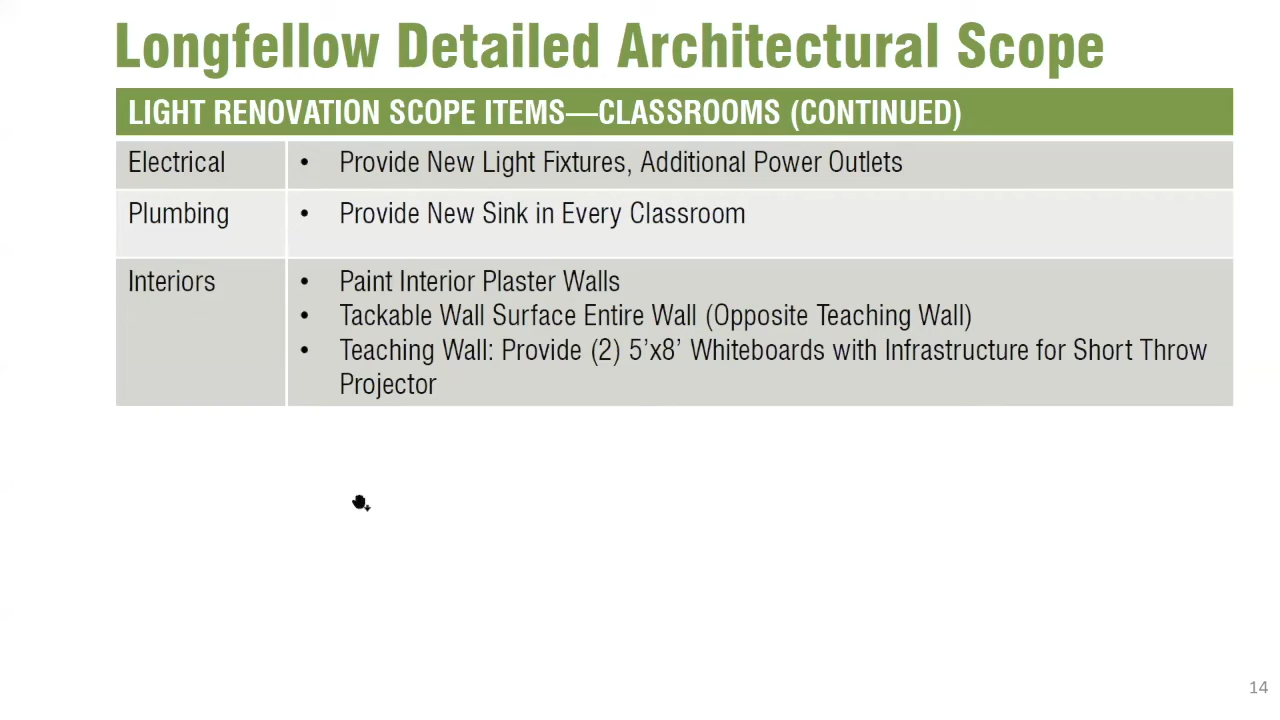 Longfellow Detailed Architectural Scope
LIGHT RENOVATION SCOPE ITEMS—CLASSROOMS (CONTINUED)
Electrical
• Provide New Light Fixtures, Additional Power Outlets
Plumbing
• Provide New Sink in Every Classroom
Interiors
• Paint Interior Plaster Walls
• Tackable Wall Surface Entire Wall (Opposite Teaching Wall)
• Teaching Wall: Provide (2) 5’x8’ Whiteboards with Infrastructure for Short Throw
Projector
14